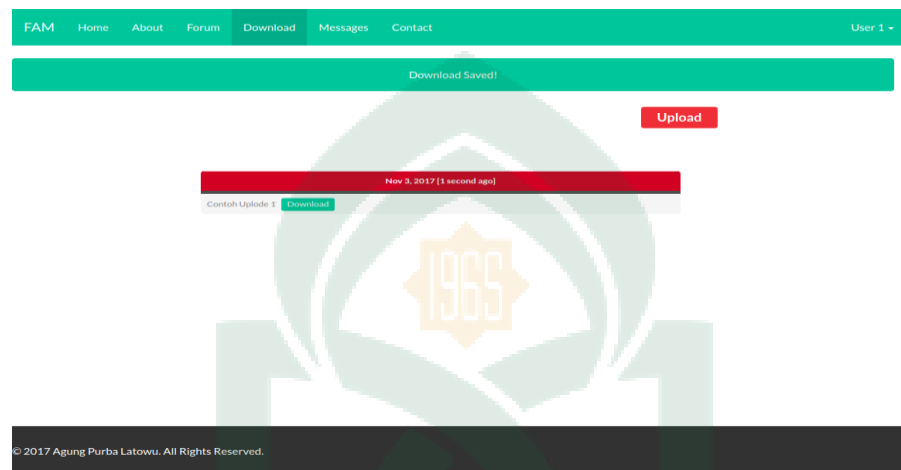 FAM Home About Forum Download Messages Contact User 1
Download Saved!
Upload
Nov 3, 2017 [1 second ago]
Contoh Uplode 1 Download
1965
© 2017 Agung Purba Latowu. All Rights Reserved.